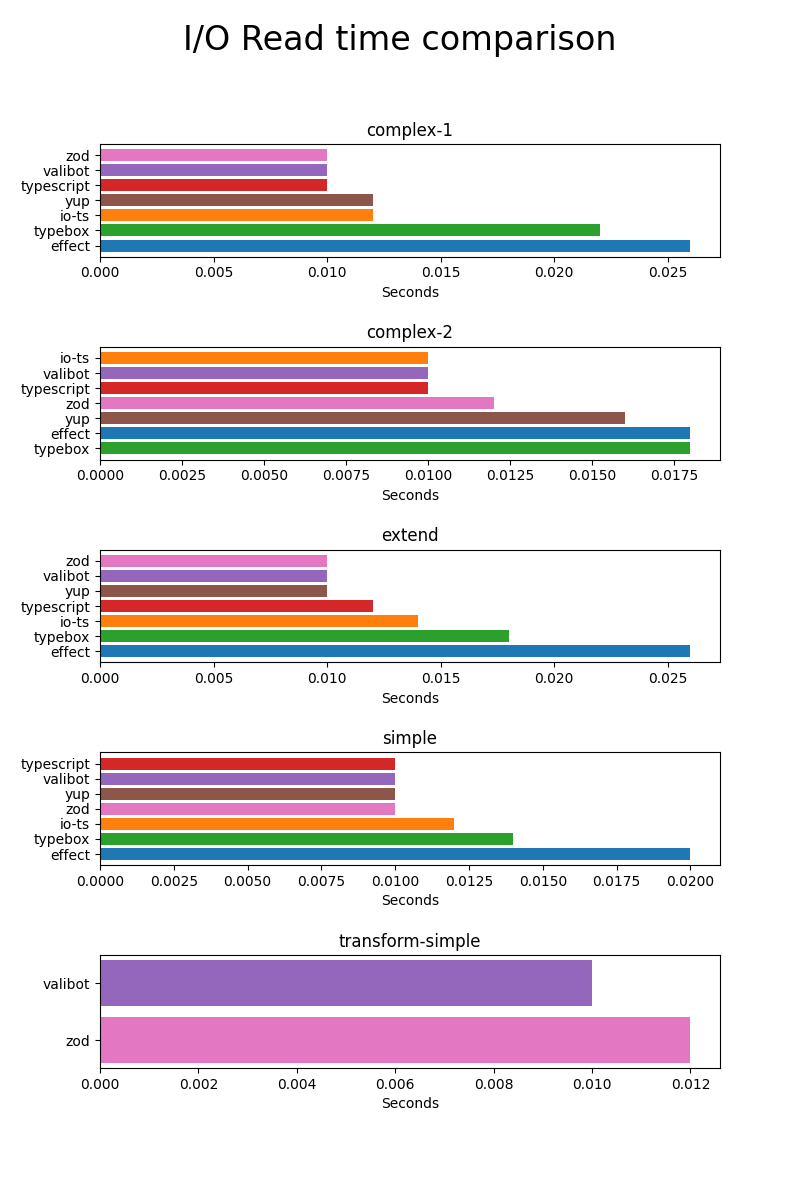 I/O Read time comparison
complex-1
zod
valibot
typescript
yup
io-ts
typebox
effect
0.000 0.005 0.010 0.015 0.020 0.025
Seconds
complex-2
io-ts
valibot
typescript
zod
yup
effect
typebox
0.0000 0.0025 0.0050 0.0075 0.0100 0.0125 0.0150 0.0175
Seconds
extend
zod
valibot
yup
typescript
io-ts
typebox
effect
0.000 0.005 0.010 0.015 0.020 0.025
Seconds
simple
typescript
valibot
yup
zod
io-ts
typebox
effect
0.0000 0.0025 0.0050 0.0075 0.0100 0.0125 0.0150 0.0175 0.0200
Seconds
transform-simple
valibot
zod
0.000 0.002 0.004 0.006 0.008 0.010 0.012
Seconds